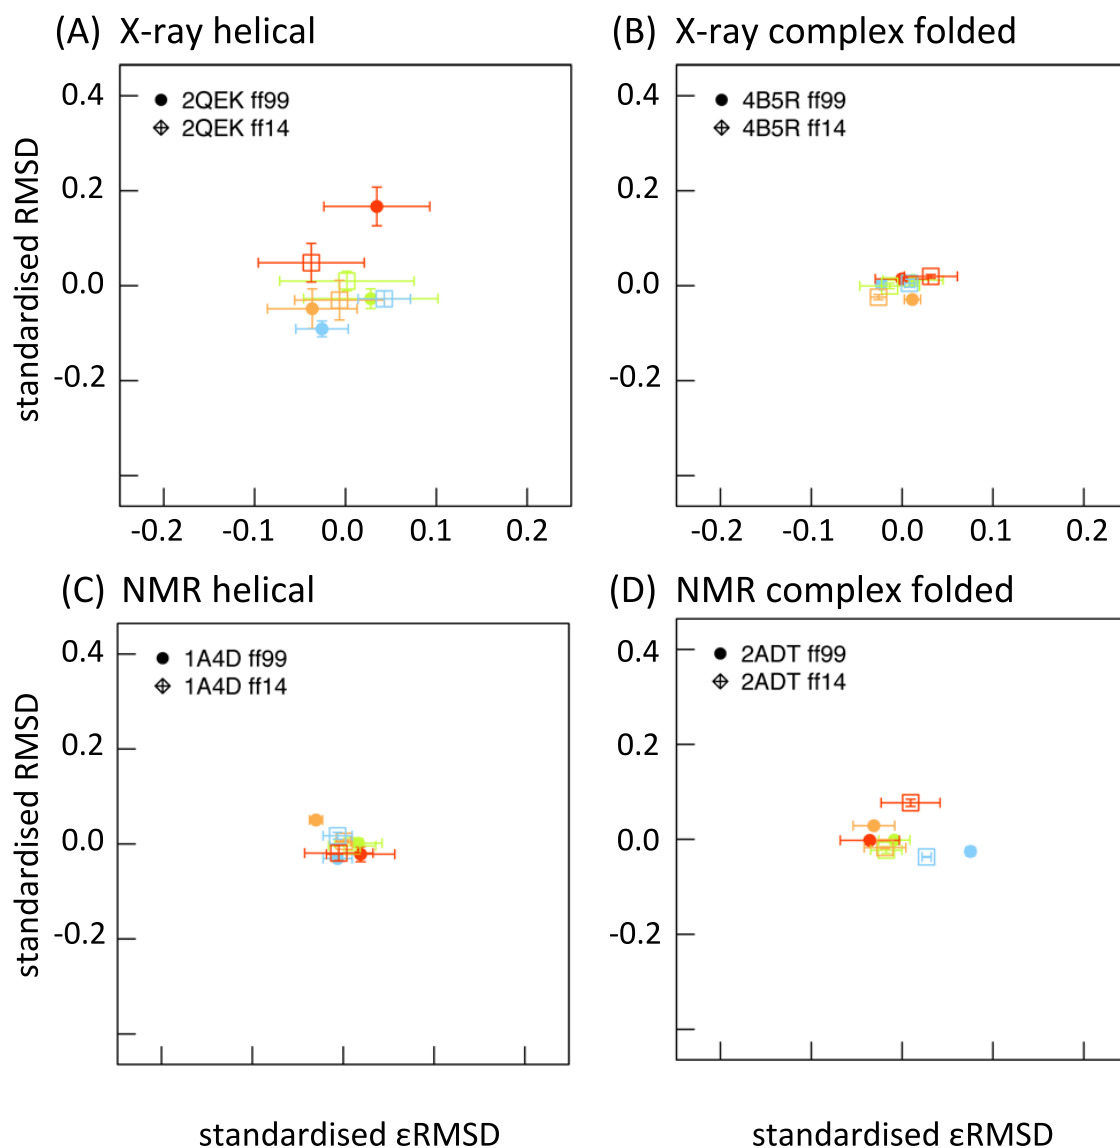 (A) X-ray helical
(B) X-ray complex folded
standardised RMSD
0.4
0.2
0.0
-0.2
2QEK ff99
2QEK ff14
-0.2 -0.1 0.0 0.1 0.2
0.4
0.2
0.0
-0.2
4B5R ff99
4B5R ff14
-0.2 -0.1 0.0 0.1 0.2
(C) NMR helical
(D) NMR complex folded
standardised RMSD
0.4
0.2
0.0
-0.2
1A4D ff99
1A4D ff14
0.4
0.2
0.0
-0.2
2ADT ff99
2ADT ff14
standardised εRMSD
standardised εRMSD